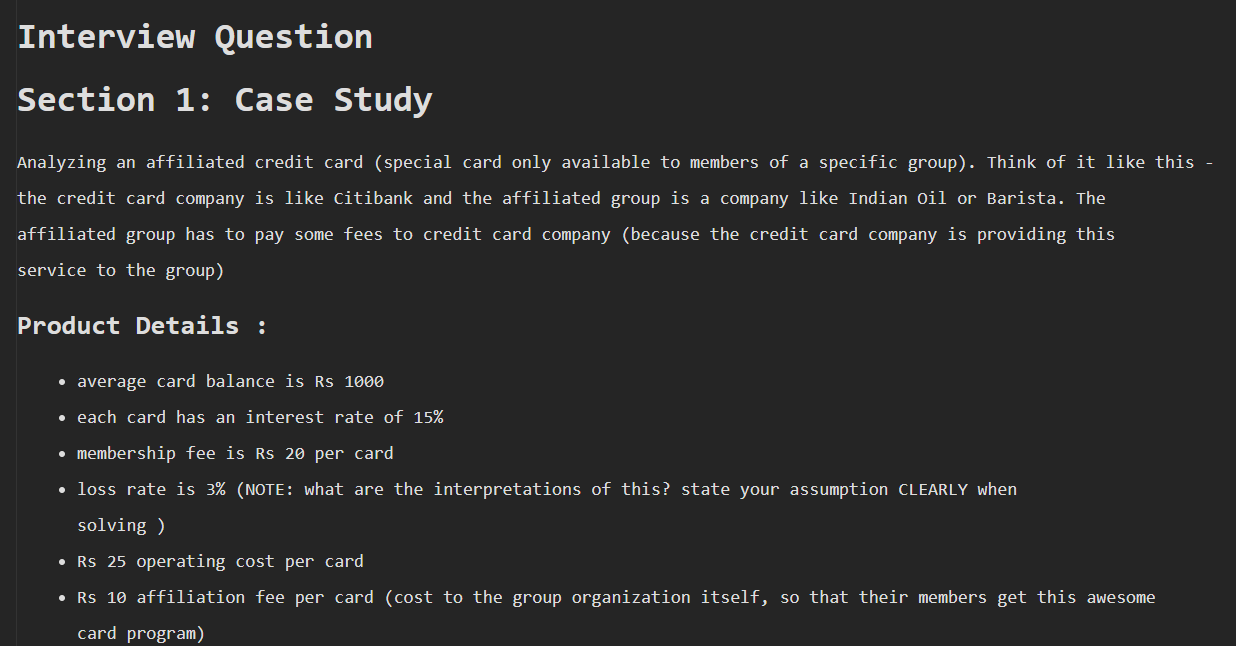 Interview Question
Section 1: Case Study
Analyzing an affiliated credit card (special card only available to members of a specific group). Think of it like this -
the credit card company is like Citibank and the affiliated group is a company like Indian Oil or Barista. The
affiliated group has to pay some fees to credit card company (because the credit card company is providing this
service to the group)
Product Details :
• average card balance is Rs 1000
• each card has an interest rate of 15%
• membership fee is Rs 20 per card
• loss rate is 3% (NOTE: what are the interpretations of this? state your assumption CLEARLY when
solving )
• Rs 25 operating cost per card
• Rs 10 affiliation fee per card (cost to the group organization itself, so that their members get this awesome
card program)